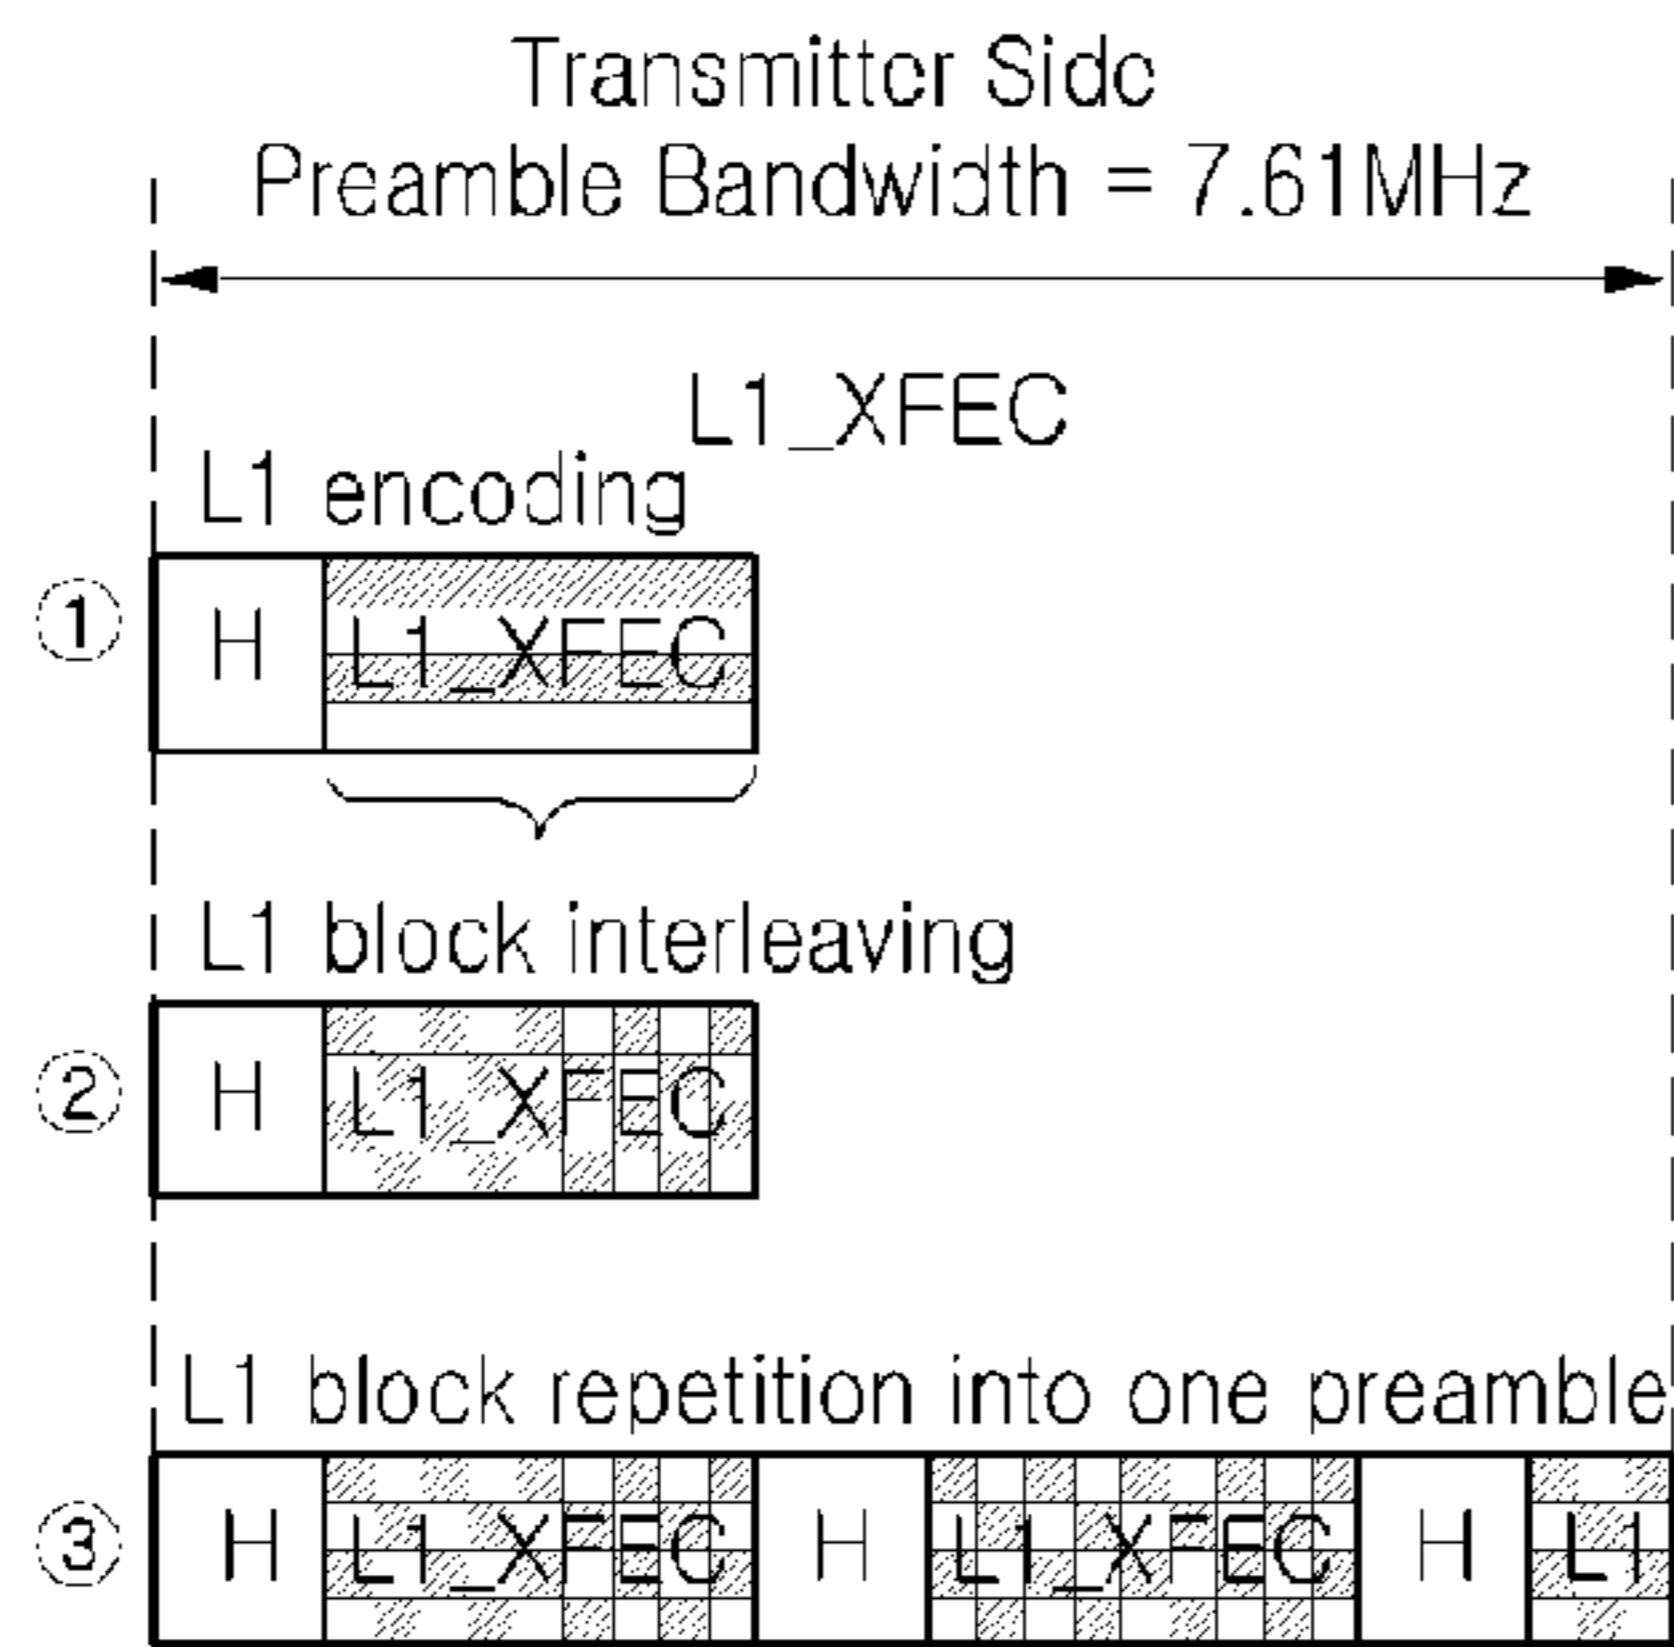 Transmitter Side
Preamble Bandwidth = 7.61MHz
L1_XFEC
L1 encoding
① H L1_XFEC
L1 block interleaving
② H L1_XFEC
L1 block repetition into one preamble
③ H L1_XFEC H L1_XFEC H L1